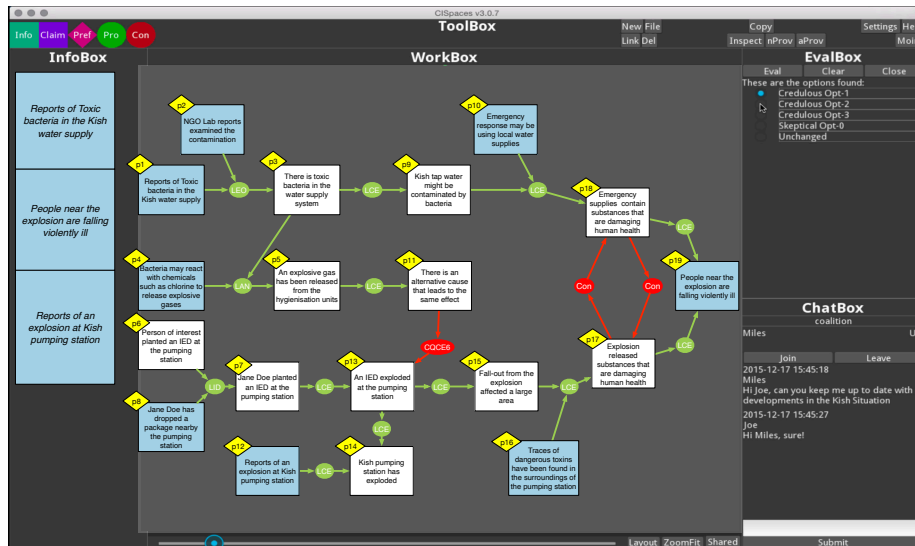 CISpaces v3.0.7
Info
Claim
Pref
Pro
Con
ToolBox
New
File
Link
Del
Copy
Inspect
nProv
aProv
Settings
InfoBox
Reports of Toxic
bacteria in the Kish
water supply
People near the
explosion are falling
violently ill
Reports of an
explosion at Kish
pumping station
WorkBox
p2
NGO Lab reports
examined the
contamination
p10
Emergency
response may be
using local water
supplies
p1
Reports of Toxic
bacteria in the
Kish water supply
LEO
p3
There is toxic
bacteria in the
water supply
system
LCE
p9
Kish tap water
might be
contaminated by
bacteria
LCE
p18
Emergency
supplies contain
substances that
are damaging
human health
LCE
p4
Bacteria may react
with chemicals
such as chlorine to
release explosive
gases
LAN
p5
An explosive gas
has been released
from the
hygienisation units
LCE
p11
There is an
alternative cause
that leads to the
same effect
Con
Con
p19
People near the
explosion are
falling violently ill
p6
Person of interest
planted an IED at
the pumping
station
CQCE6
p17
Explosion
released
substances that
are damaging
human health
LCE
LID
p7
Jane Doe planted
an IED at the
pumping station
LCE
p13
An IED exploded
at the pumping
station
LCE
p15
Fall-out from the
explosion
affected a large
area
LCE
p8
Jane Doe has
dropped a
package nearby
the pumping
station
LCE
p12
Reports of an
explosion at Kish
pumping station
LCE
p14
Kish pumping
station has
exploded
p16
Traces of
dangerous toxins
have been found in
the surroundings of
the pumping station
Layout
ZoomFit
Shared
EvalBox
Eval
Clear
Close
These are the options found:
Credulous Opt-1
Credulous Opt-2
Credulous Opt-3
Skeptical Opt-0
Unchanged
ChatBox
coalition
Miles
Join
Leave
2015-12-17 15:45:18
Miles
Hi Joe, can you keep me up to date with
developments in the Kish Situation
2015-12-17 15:45:27
Joe
Hi Miles, sure!
Submit